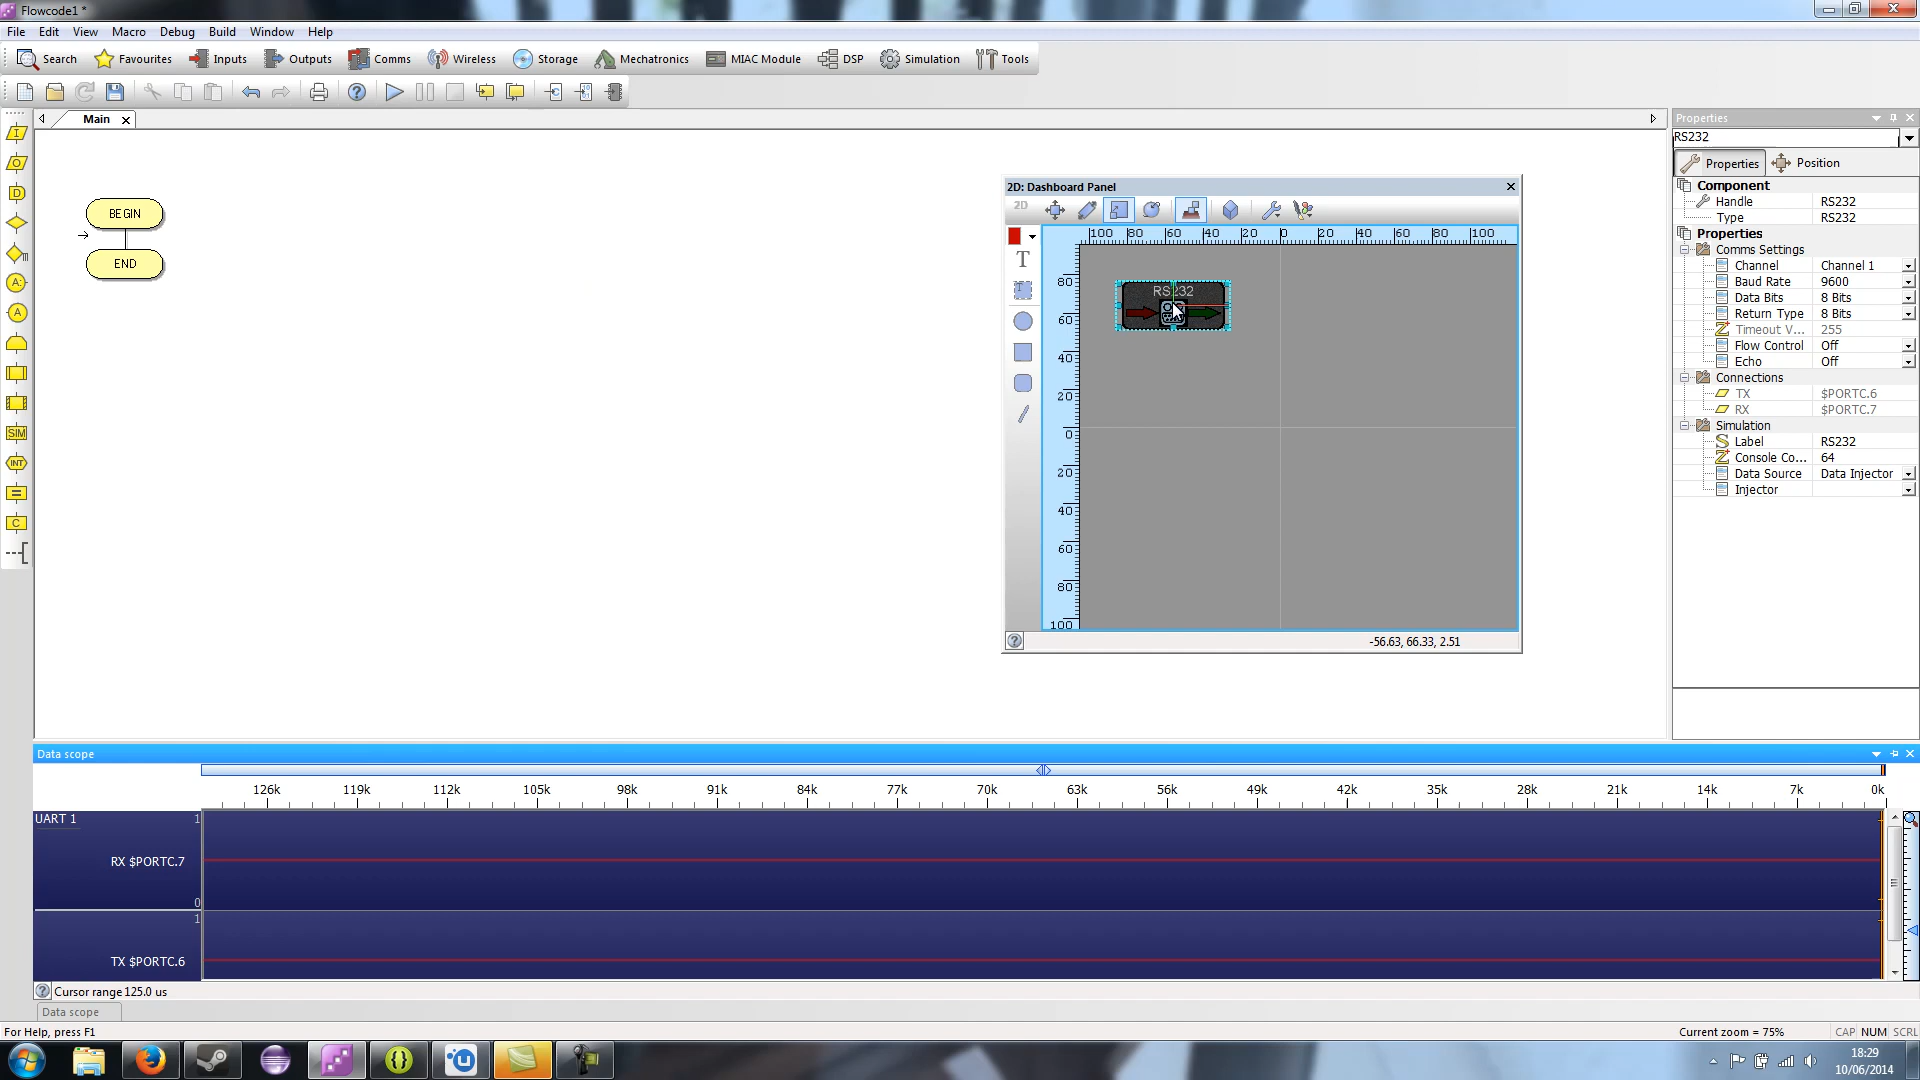 Flowcode1 *
File Edit View Macro Debug Build Window Help
Search Favourites Inputs Outputs Comms Wireless Storage Mechatronics MIAC Module DSP Simulation Tools
Main
BEGIN
END
I
O
D
A:
A
SIM
INT
=
C
2D: Dashboard Panel
2D
T
100 80 60 40 20 0 20 40 60 80 100
80
60
40
20
0
20
40
60
80
100
RS232
-56.63, 66.33, 2.51
Properties
RS232
Properties Position
Component
Handle RS232
Type RS232
Properties
Comms Settings
Channel Channel 1
Baud Rate 9600
Data Bits 8 Bits
Return Type 8 Bits
Timeout V... 255
Flow Control Off
Echo Off
Connections
TX $PORTC.6
RX $PORTC.7
Simulation
Label RS232
Console Co... 64
Data Source Data Injector
Injector
Data scope
126k 119k 112k 105k 98k 91k 84k 77k 70k 63k 56k 49k 42k 35k 28k 21k 14k 7k 0k
UART 1 1
RX $PORTC.7
0
1
TX $PORTC.6
Cursor range 125.0 us
Data scope
For Help, press F1 Current zoom = 75% CAP NUM SCRL
18:29
10/06/2014